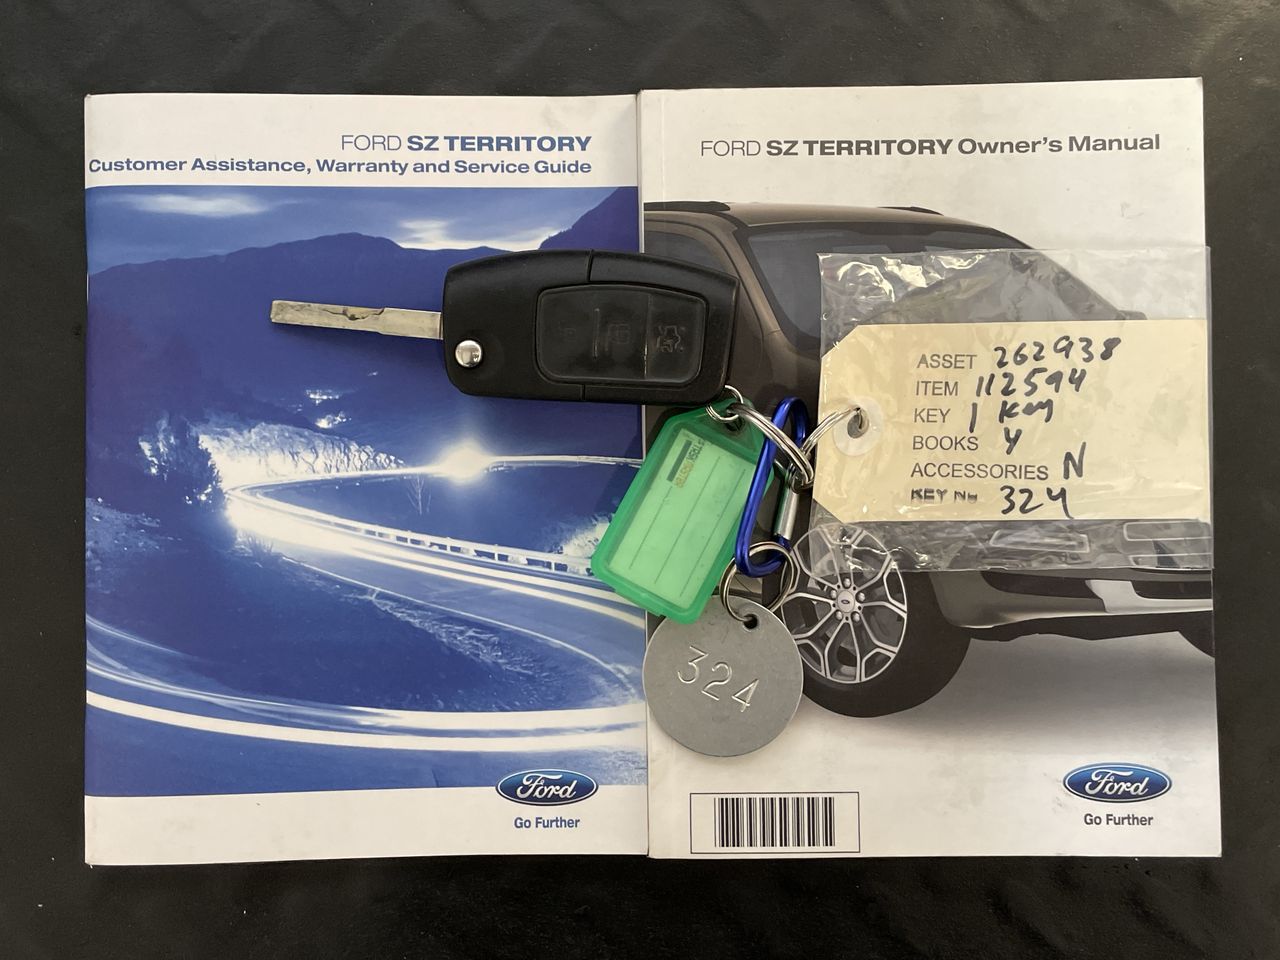 FORD SZ TERRITORY
Customer Assistance, Warranty and Service Guide
Ford
Go Further
FORD SZ TERRITORY Owner's Manual
ASSET 262938
ITEM 112594
KEY 1 Key
BOOKS Y
ACCESSORIES N
KEY No 324
324
Ford
Go Further